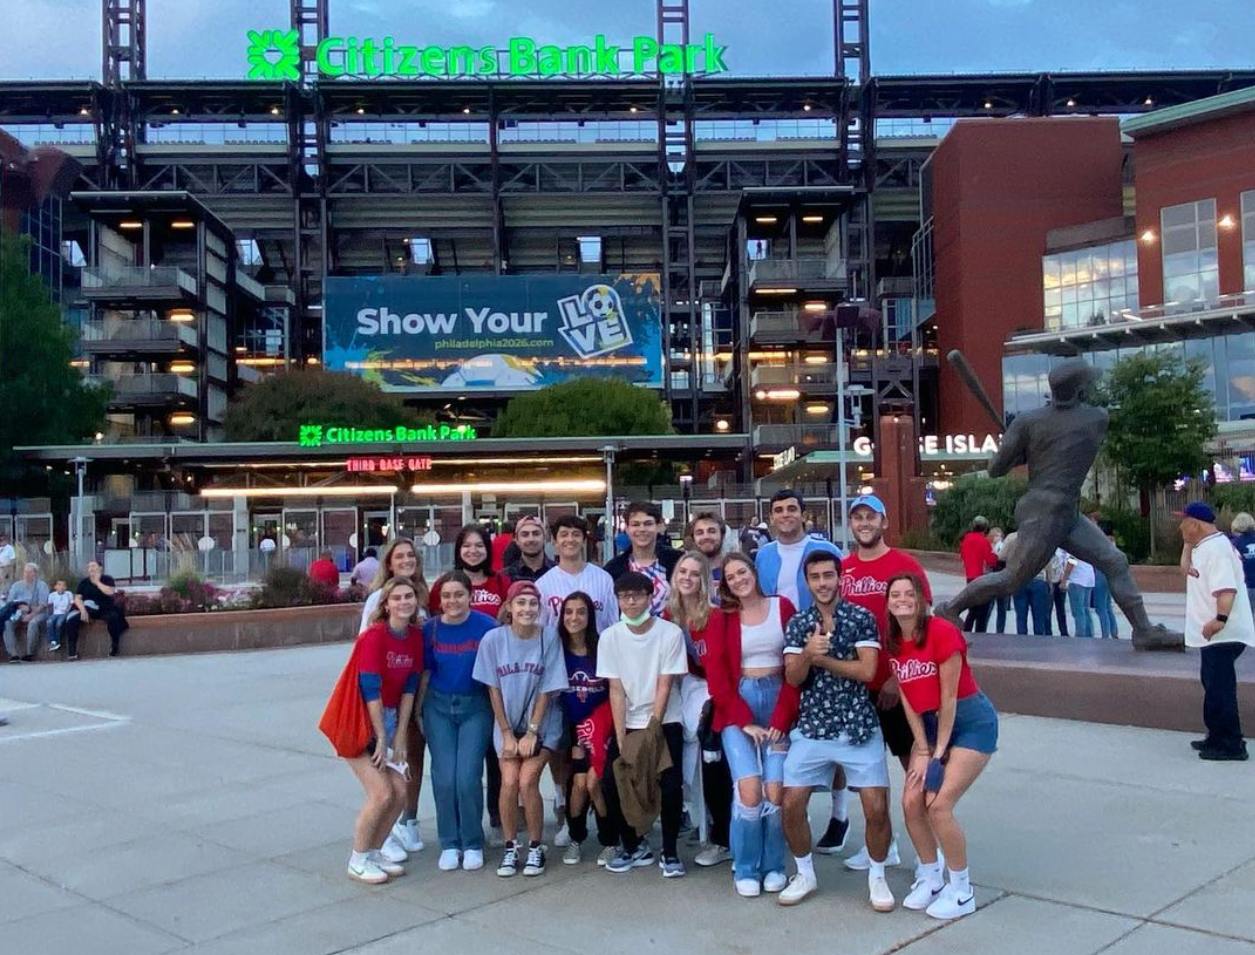 Citizens Bank Park
Show Your
LOVE
philadelphia2026.com
Citizens Bank Park
THIRD BASE GATE
Phillies
Phillies
Phillies